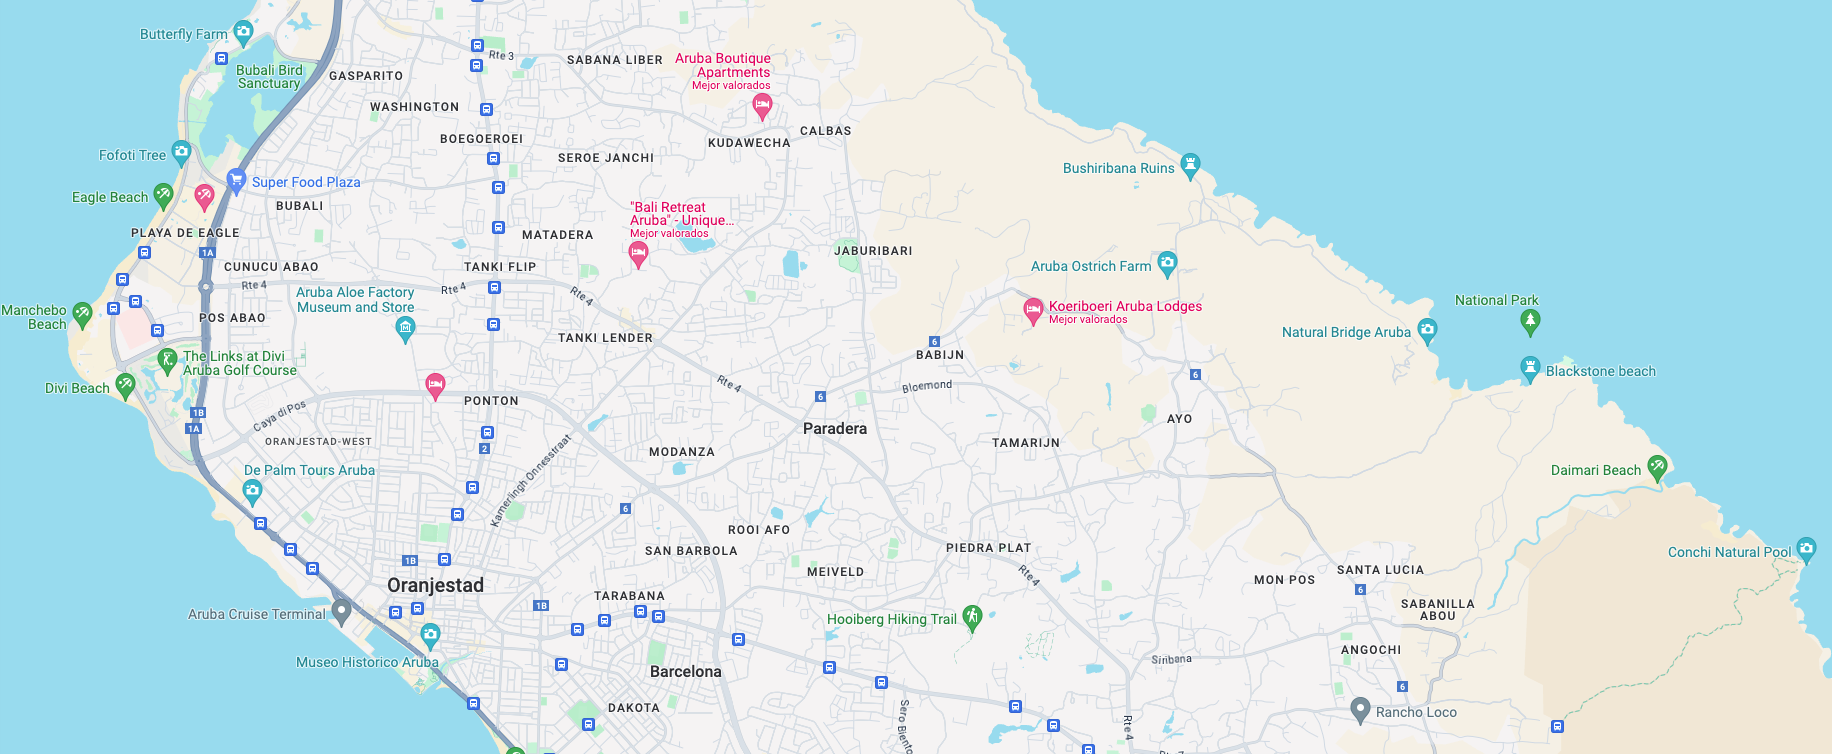 Butterfly Farm
Bubali Bird
Sanctuary
GASPARITO
WASHINGTON
BOEGOEROEI
Rte 3
SABANA LIBER
Aruba Boutique
Apartments
Mejor valorados
KUDAWECHA
CALBAS
SEROE JANCHI
Fofoti Tree
Super Food Plaza
Eagle Beach
BUBALI
PLAYA DE EAGLE
"Bali Retreat
Aruba" - Unique...
Mejor valorados
MATADERA
JABURIBARI
Bushiribana Ruins
Aruba Ostrich Farm
1A
CUNUCU ABAO
TANKI FLIP
Rte 4
Rte 4
Rte 4
Aruba Aloe Factory
Museum and Store
Koeriboeri Aruba Lodges
Mejor valorados
National Park
Natural Bridge Aruba
Blackstone beach
Manchebo
Beach
POS ABAO
TANKI LENDER
6
BABIJN
The Links at Divi
Aruba Golf Course
Divi Beach
Rte 4
6
Bloemond
6
PONTON
1B
1A
Caya di Pos
ORANJESTAD-WEST
2
Kamerlingh Onnesstraat
MODANZA
Paradera
TAMARIJN
AYO
Daimari Beach
De Palm Tours Aruba
6
ROOI AFO
SAN BARBOLA
MEIVELD
PIEDRA PLAT
Rte 4
MON POS
SANTA LUCIA
Conchi Natural Pool
1B
Oranjestad
1B
TARABANA
6
SABANILLA
ABOU
Aruba Cruise Terminal
Hooiberg Hiking Trail
Museo Historico Aruba
Barcelona
Siribana
ANGOCHI
6
DAKOTA
Sero Biento
Rte 4
Rancho Loco